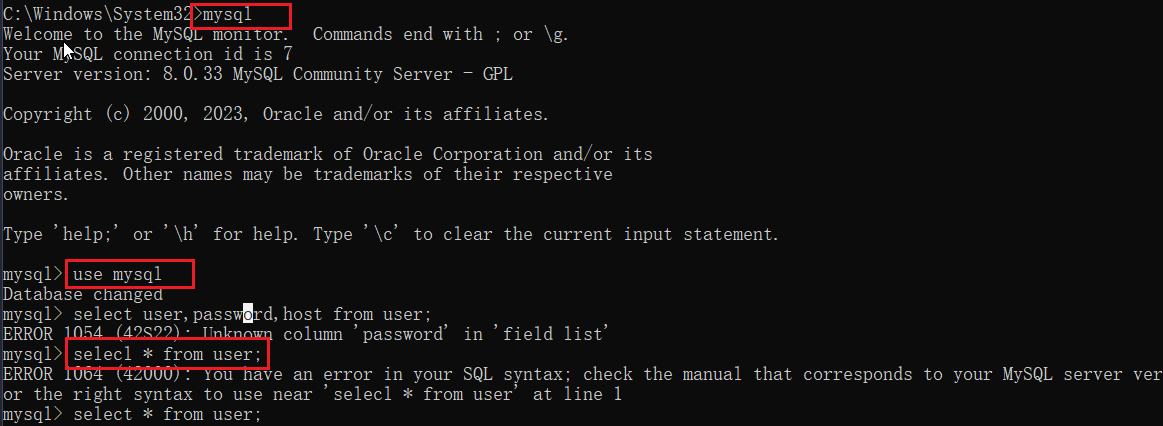 C:\Windows\System32>mysql
Welcome to the MySQL monitor.  Commands end with ; or \g.
Your MySQL connection id is 7
Server version: 8.0.33 MySQL Community Server - GPL
Copyright (c) 2000, 2023, Oracle and/or its affiliates.
Oracle is a registered trademark of Oracle Corporation and/or its
affiliates. Other names may be trademarks of their respective
owners.
Type 'help;' or '\h' for help. Type '\c' to clear the current input statement.
mysql> use mysql
Database changed
mysql> select user,password,host from user;
ERROR 1054 (42S22): Unknown column 'password' in 'field list'
mysql> selecl * from user;
ERROR 1064 (42000): You have an error in your SQL syntax; check the manual that corresponds to your MySQL server ver
or the right syntax to use near 'selecl * from user' at line 1
mysql> select * from user;